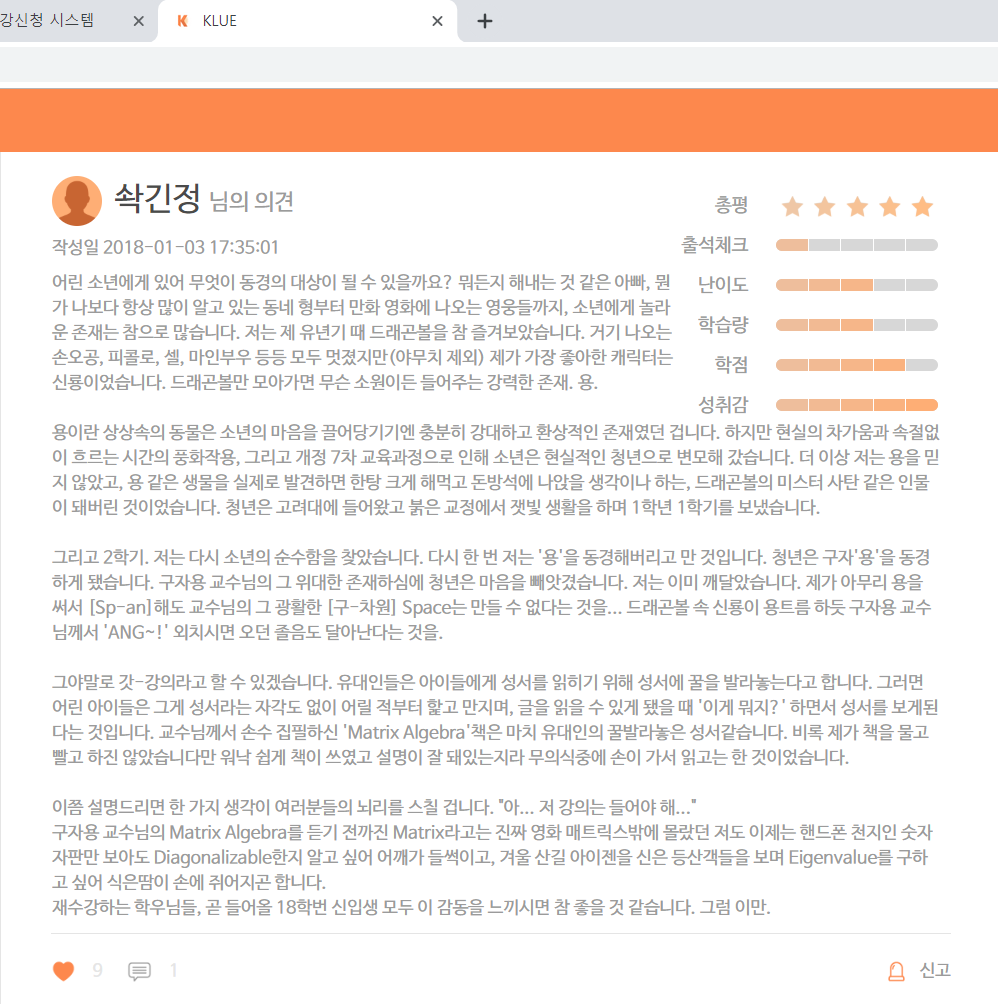 강신청 시스템
KLUE
솩긴정 님의 의견
작성일 2018-01-03 17:35:01
총평
출석체크
난이도
학습량
학점
성취감
어린 소년에게 있어 무엇이 동경의 대상이 될 수 있을까요? 뭐든지 해내는 것 같은 아빠, 뭔
가 나보다 항상 많이 알고 있는 동네 형부터 만화 영화에 나오는 영웅들까지, 소년에게 놀라
운 존재는 참으로 많습니다. 저는 제 유년기 때 드래곤볼을 참 즐겨보았습니다. 거기 나오는
손오공, 피콜로, 셀, 마인부우 등등 모두 멋졌지만(야무치 제외) 제가 가장 좋아한 캐릭터는
신룡이었습니다. 드래곤볼만 모아가면 무슨 소원이든 들어주는 강력한 존재. 용.
용이란 상상속의 동물은 소년의 마음을 끌어당기기엔 충분히 강대하고 환상적인 존재였던 겁니다. 하지만 현실의 차가움과 속절없
이 흐르는 시간의 풍화작용, 그리고 개정 7차 교육과정으로 인해 소년은 현실적인 청년으로 변모해 갔습니다. 더 이상 저는 용을 믿
지 않았고, 용 같은 생물을 실제로 발견하면 한탕 크게 해먹고 돈방석에 나앉을 생각이나 하는, 드래곤볼의 미스터 사탄 같은 인물
이 돼버린 것이었습니다. 청년은 고려대에 들어왔고 붉은 교정에서 잿빛 생활을 하며 1학년 1학기를 보냈습니다.
그리고 2학기. 저는 다시 소년의 순수함을 찾았습니다. 다시 한 번 저는 '용'을 동경해버리고 만 것입니다. 청년은 구자'용'을 동경
하게 됐습니다. 구자용 교수님의 그 위대한 존재하심에 청년은 마음을 빼앗겼습니다. 저는 이미 깨달았습니다. 제가 아무리 용을
써서 [Sp-an]해도 교수님의 그 광활한 [구-차원] Space는 만들 수 없다는 것을... 드래곤볼 속 신룡이 용트름 하듯 구자용 교수
님께서 'ANG~!' 외치시면 오던 졸음도 달아난다는 것을.
그야말로 갓-강의라고 할 수 있겠습니다. 유대인들은 아이들에게 성서를 읽히기 위해 성서에 꿀을 발라놓는다고 합니다. 그러면
어린 아이들은 그게 성서라는 자각도 없이 어릴 적부터 핥고 만지며, 글을 읽을 수 있게 됐을 때 '이게 뭐지?' 하면서 성서를 보게된
다는 것입니다. 교수님께서 손수 집필하신 'Matrix Algebra'책은 마치 유대인의 꿀발라놓은 성서같습니다. 비록 제가 책을 물고
빨고 하진 않았습니다만 워낙 쉽게 책이 쓰였고 설명이 잘 돼있는지라 무의식중에 손이 가서 읽고는 한 것이었습니다.
이쯤 설명드리면 한 가지 생각이 여러분들의 뇌리를 스칠 겁니다. "아... 저 강의는 들어야 해..."
구자용 교수님의 Matrix Algebra를 듣기 전까진 Matrix라고는 진짜 영화 매트릭스밖에 몰랐던 저도 이제는 핸드폰 천지인 숫자
자판만 보아도 Diagonalizable한지 알고 싶어 어깨가 들썩이고, 겨울 산길 아이젠을 신은 등산객들을 보며 Eigenvalue를 구하
고 싶어 식은땀이 손에 쥐어지곤 합니다.
재수강하는 학우님들, 곧 들어올 18학번 신입생 모두 이 감동을 느끼시면 참 좋을 것 같습니다. 그럼 이만.
9
1
신고